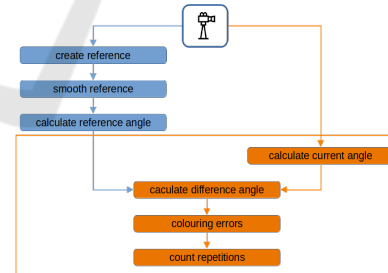 create reference
smooth reference
calculate reference angle
calculate current angle
caculate difference angle
colouring errors
count repetitions